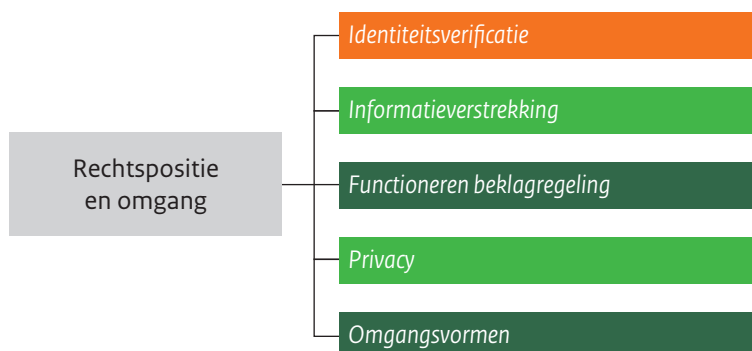 Identiteitsverificatie
Informatieverstrekking
Rechtspositie
en omgang
Functioneren beklagregeling
Privacy
Omgangsvormen